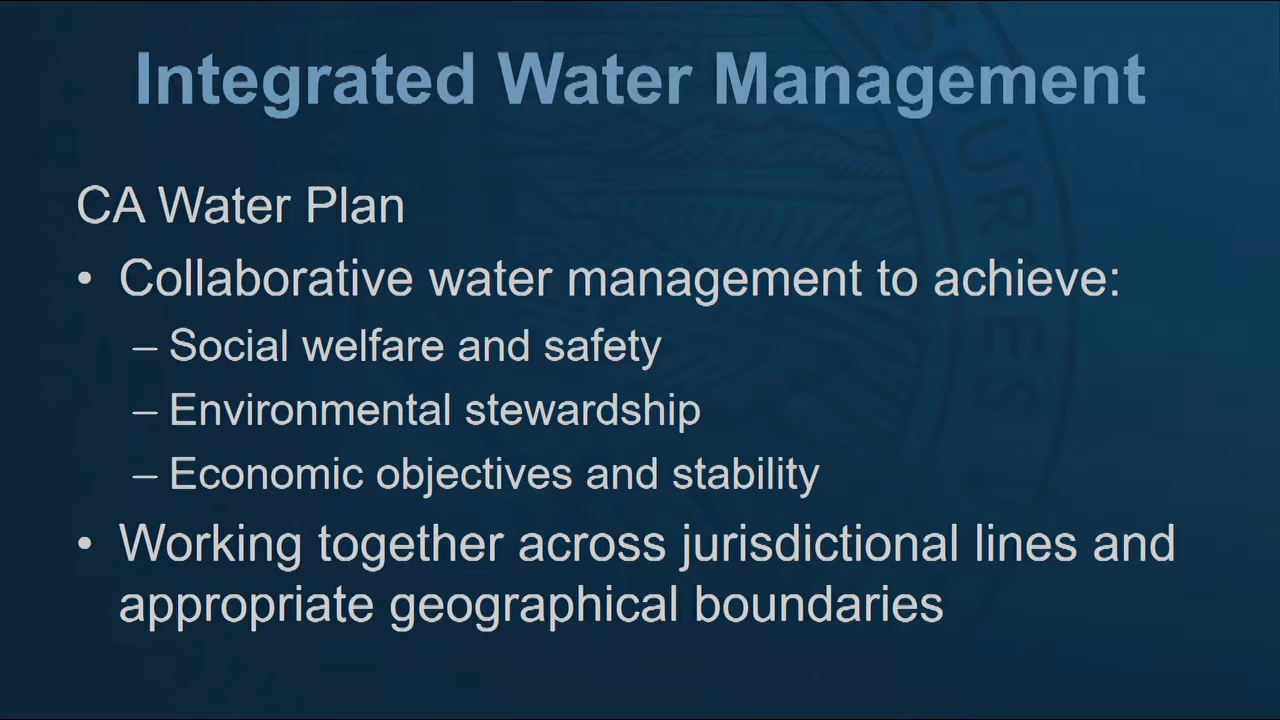 Integrated Water Management
CA Water Plan
• Collaborative water management to achieve:
– Social welfare and safety
– Environmental stewardship
– Economic objectives and stability
• Working together across jurisdictional lines and
appropriate geographical boundaries